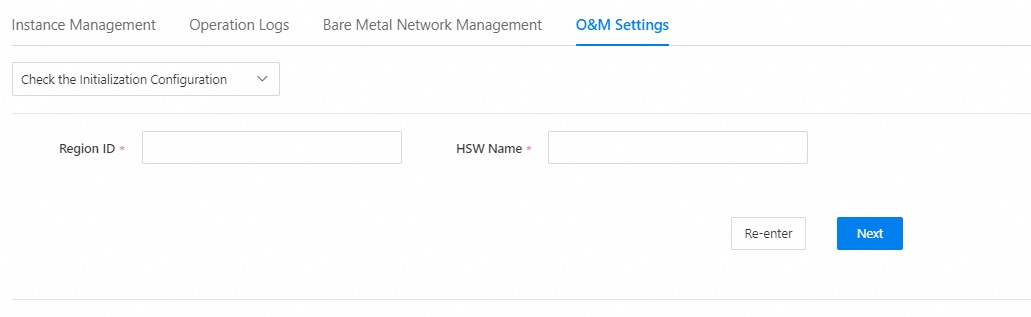 Instance Management Operation Logs Bare Metal Network Management O&M Settings
Check the Initialization Configuration
Region ID * HSW Name *
Re-enter Next